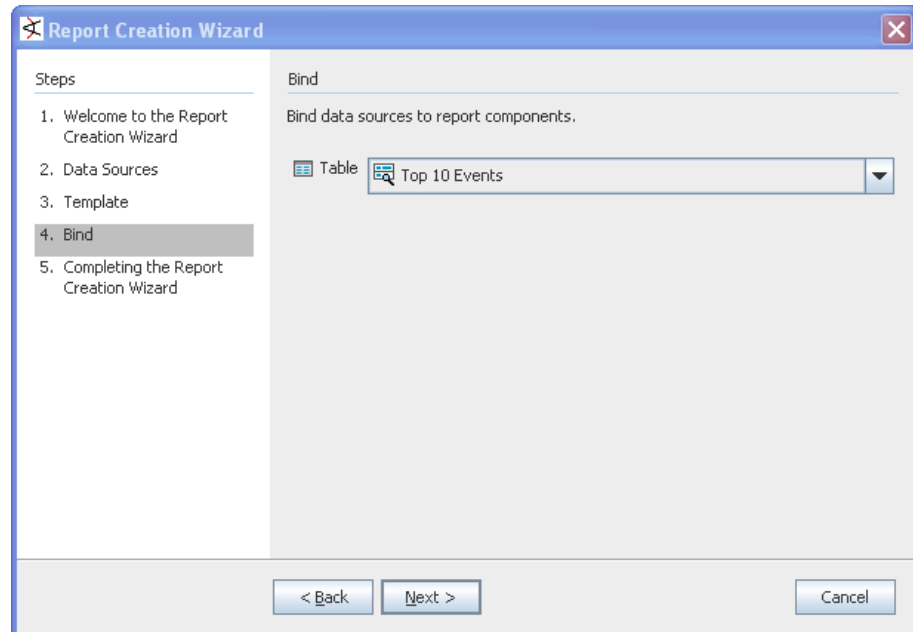 Report Creation Wizard
Steps
1. Welcome to the Report
Creation Wizard
2. Data Sources
3. Template
4. Bind
5. Completing the Report
Creation Wizard
Bind
Bind data sources to report components.
Table
Top 10 Events
< Back
Next >
Cancel